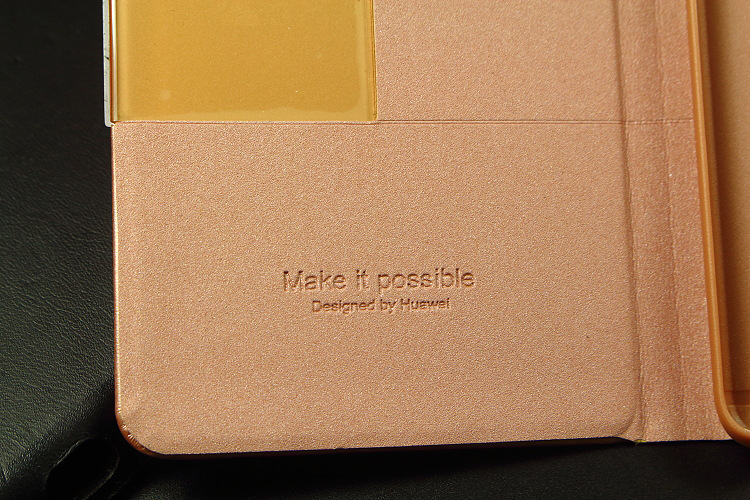 Make it possible
Designed by Huawei